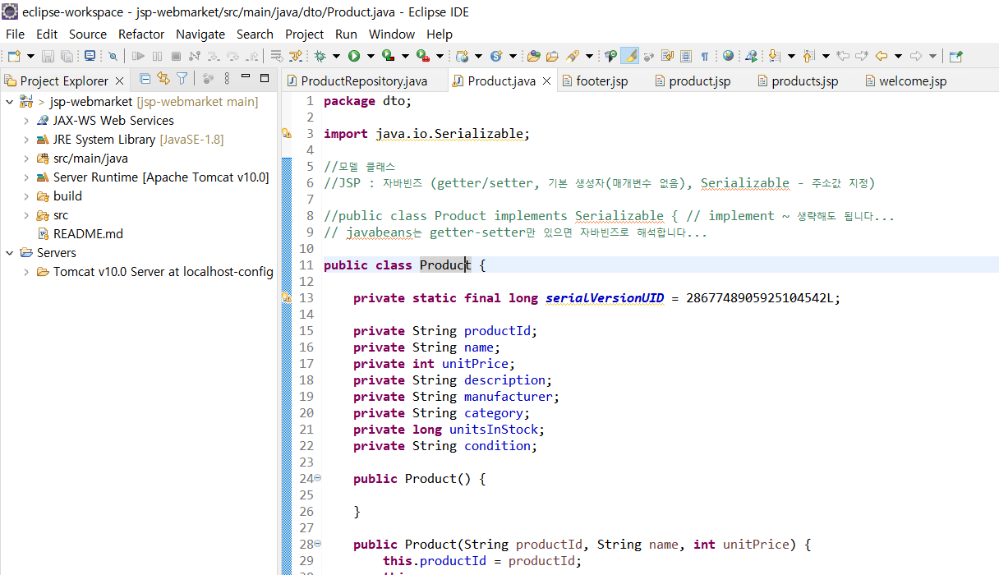 eclipse-workspace - jsp-webmarket/src/main/java/dto/Product.java - Eclipse IDE
File Edit Source Refactor Navigate Search Project Run Window Help
Project Explorer
ProductRepository.java Product.java footer.jsp product.jsp products.jsp welcome.jsp
> jsp-webmarket [jsp-webmarket main]
JAX-WS Web Services
JRE System Library [JavaSE-1.8]
src/main/java
Server Runtime [Apache Tomcat v10.0]
build
src
README.md
Servers
Tomcat v10.0 Server at localhost-config
1 package dto;
2
3 import java.io.Serializable;
4
5 //모델 클래스
6 //JSP : 자바빈즈 (getter/setter, 기본 생성자(매개변수 없음), Serializable - 주소값 지정)
7
8 //public class Product implements Serializable { // implement ~ 생략해도 됩니다...
9 // javabeans는 getter-setter만 있으면 자바빈즈로 해석합니다...
10
11 public class Product {
12
13 private static final long serialVersionUID = 2867748905925104542L;
14
15 private String productId;
16 private String name;
17 private int unitPrice;
18 private String description;
19 private String manufacturer;
20 private String category;
21 private long unitsInStock;
22 private String condition;
23
24 public Product() {
25
26 }
27
28 public Product(String productId, String name, int unitPrice) {
29 this.productId = productId;